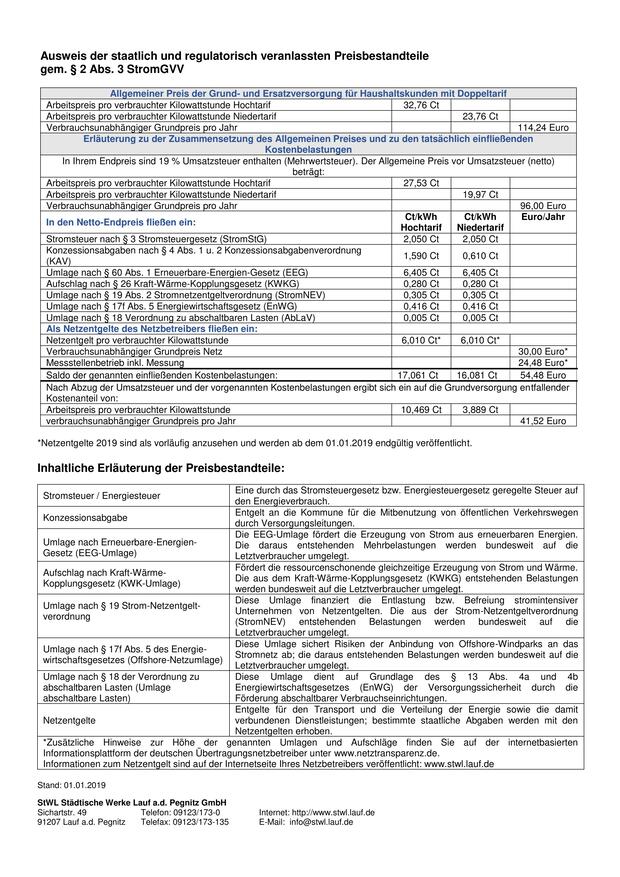 Ausweis der staatlich und regulatorisch veranlassten Preisbestandteile
gem. § 2 Abs. 3 StromGVV
Allgemeiner Preis der Grund- und Ersatzversorgung für Haushaltskunden mit Doppeltarif
Arbeitspreis pro verbrauchter Kilowattstunde Hochtarif 32,76 Ct
Arbeitspreis pro verbrauchter Kilowattstunde Niedertarif 23,76 Ct
Verbrauchsunabhängiger Grundpreis pro Jahr 114,24 Euro
Erläuterung zu der Zusammensetzung des Allgemeinen Preises und zu den tatsächlich einfließenden
Kostenbelastungen
In Ihrem Endpreis sind 19 % Umsatzsteuer enthalten (Mehrwertsteuer). Der Allgemeine Preis vor Umsatzsteuer (netto)
beträgt:
Arbeitspreis pro verbrauchter Kilowattstunde Hochtarif 27,53 Ct
Arbeitspreis pro verbrauchter Kilowattstunde Niedertarif 19,97 Ct
Verbrauchsunabhängiger Grundpreis pro Jahr 96,00 Euro
In den Netto-Endpreis fließen ein: Ct/kWh Hochtarif Ct/kWh Niedertarif Euro/Jahr
Stromsteuer nach § 3 Stromsteuergesetz (StromStG) 2,050 Ct 2,050 Ct
Konzessionsabgaben nach § 4 Abs. 1 u. 2 Konzessionsabgabenverordnung
(KAV) 1,590 Ct 0,610 Ct
Umlage nach § 60 Abs. 1 Erneuerbare-Energien-Gesetz (EEG) 6,405 Ct 6,405 Ct
Aufschlag nach § 26 Kraft-Wärme-Kopplungsgesetz (KWKG) 0,280 Ct 0,280 Ct
Umlage nach § 19 Abs. 2 Stromnetzentgeltverordnung (StromNEV) 0,305 Ct 0,305 Ct
Umlage nach § 17f Abs. 5 Energiewirtschaftsgesetz (EnWG) 0,416 Ct 0,416 Ct
Umlage nach § 18 Verordnung zu abschaltbaren Lasten (AbLaV) 0,005 Ct 0,005 Ct
Als Netzentgelte des Netzbetreibers fließen ein:
Netzentgelt pro verbrauchter Kilowattstunde 6,010 Ct* 6,010 Ct*
Verbrauchsunabhängiger Grundpreis Netz 30,00 Euro*
Messstellenbetrieb inkl. Messung 24,48 Euro*
Saldo der genannten einfließenden Kostenbelastungen: 17,061 Ct 16,081 Ct 54,48 Euro
Nach Abzug der Umsatzsteuer und der vorgenannten Kostenbelastungen ergibt sich ein auf die Grundversorgung entfallender
Kostenanteil von:
Arbeitspreis pro verbrauchter Kilowattstunde 10,469 Ct 3,889 Ct
verbrauchsunabhängiger Grundpreis pro Jahr 41,52 Euro
*Netzentgelte 2019 sind als vorläufig anzusehen und werden ab dem 01.01.2019 endgültig veröffentlicht.
Inhaltliche Erläuterung der Preisbestandteile:
Stromsteuer / Energiesteuer
Eine durch das Stromsteuergesetz bzw. Energiesteuergesetz geregelte Steuer auf
den Energieverbrauch.
Konzessionsabgabe
Entgelt an die Kommune für die Mitbenutzung von öffentlichen Verkehrswegen
durch Versorgungsleitungen.
Umlage nach Erneuerbare-Energien-
Gesetz (EEG-Umlage)
Die EEG-Umlage fördert die Erzeugung von Strom aus erneuerbaren Energien.
Die daraus entstehenden Mehrbelastungen werden bundesweit auf die
Letztverbraucher umgelegt.
Aufschlag nach Kraft-Wärme-
Kopplungsgesetz (KWK-Umlage)
Fördert die ressourcenschonende gleichzeitige Erzeugung von Strom und Wärme.
Die aus dem Kraft-Wärme-Kopplungsgesetz (KWKG) entstehenden Belastungen
werden bundesweit auf die Letztverbraucher umgelegt.
Umlage nach § 19 Strom-Netzentgelt-
verordnung
Diese Umlage finanziert die Entlastung bzw. Befreiung stromintensiver
Unternehmen von Netzentgelten. Die aus der Strom-Netzentgeltverordnung
(StromNEV) entstehenden Belastungen werden bundesweit auf die
Letztverbraucher umgelegt.
Umlage nach § 17f Abs. 5 des Energie-
wirtschaftsgesetzes (Offshore-Netzumlage)
Diese Umlage sichert Risiken der Anbindung von Offshore-Windparks an das
Stromnetz ab; die daraus entstehenden Belastungen werden bundesweit auf die
Letztverbraucher umgelegt.
Umlage nach § 18 der Verordnung zu
abschaltbaren Lasten (Umlage
abschaltbare Lasten)
Diese Umlage dient auf Grundlage des § 13 Abs. 4a und 4b
Energiewirtschaftsgesetzes (EnWG) der Versorgungssicherheit durch die
Förderung abschaltbarer Verbrauchseinrichtungen.
Netzentgelte
Entgelte für den Transport und die Verteilung der Energie sowie die damit
verbundenen Dienstleistungen; bestimmte staatliche Abgaben werden mit den
Netzentgelten erhoben.
*Zusätzliche Hinweise zur Höhe der genannten Umlagen und Aufschläge finden Sie auf der internetbasierten
Informationsplattform der deutschen Übertragungsnetzbetreiber unter www.netztransparenz.de.
Informationen zum Netzentgelt sind auf der Internetseite Ihres Netzbetreibers veröffentlicht: www.stwl.lauf.de
Stand: 01.01.2019
StWL Städtische Werke Lauf a.d. Pegnitz GmbH
Sichartstr. 49 Telefon: 09123/173-0 Internet: http://www.stwl.lauf.de
91207 Lauf a.d. Pegnitz Telefax: 09123/173-135 E-Mail: info@stwl.lauf.de